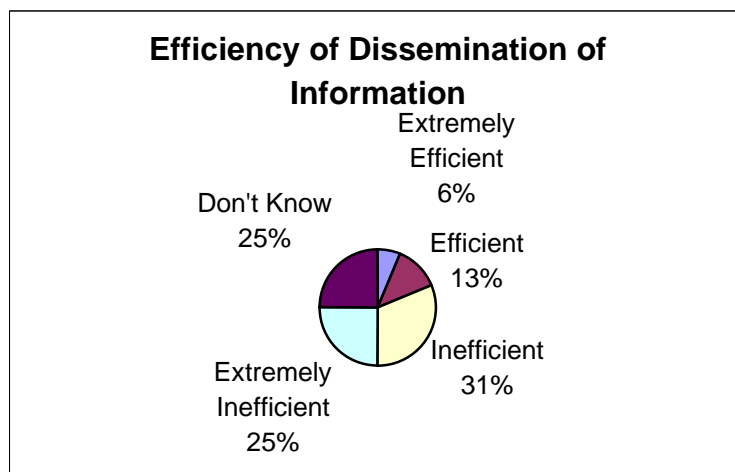 Efficiency of Dissemination of
Information
Extremely
Efficient
6%
Don't Know
25%
Efficient
13%
Inefficient
31%
Extremely
Inefficient
25%